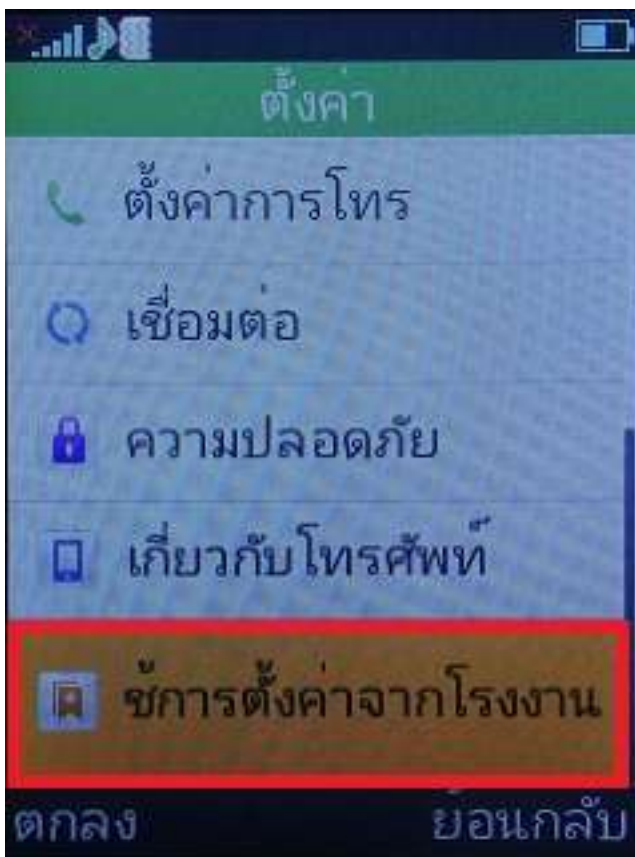 ตั้งค่า
ตั้งค่าการโทร
เชื่อมต่อ
ความปลอดภัย
เกี่ยวกับโทรศัพท์
ช้การตั้งค่าจากโรงงาน
ตกลง
ย้อนกลับ